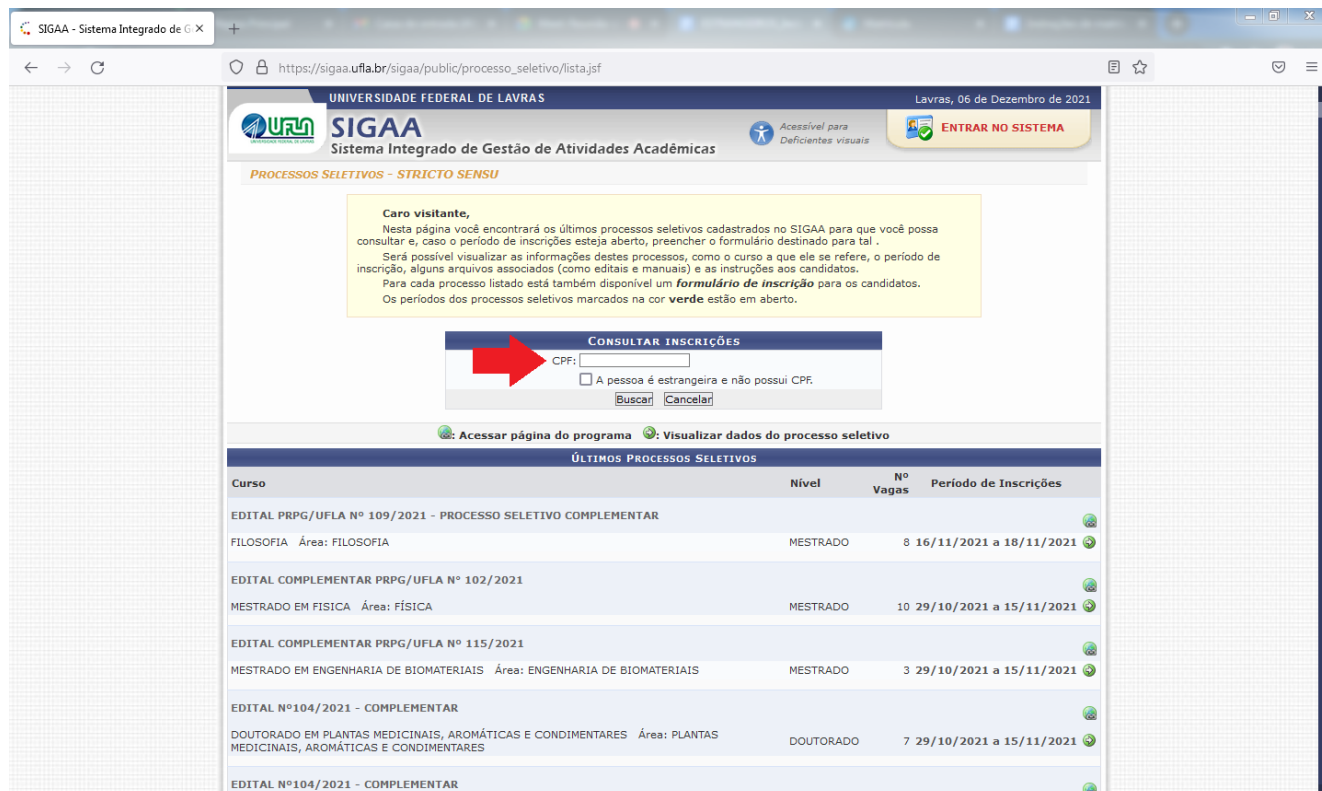 SIGAA - Sistema Integrado de G
https://sigaa.ufla.br/sigaa/public/processo_seletivo/lista.jsf
UNIVERSIDADE FEDERAL DE LAVRAS
Lavras, 06 de Dezembro de 2021
UFLA
UNIVERSIDADE FEDERAL DE LAVRAS
SIGAA
Sistema Integrado de Gestão de Atividades Acadêmicas
Acessível para
Deficientes visuais
ENTRAR NO SISTEMA
PROCESSOS SELETIVOS - STRICTO SENSU
Caro visitante,
Nesta página você encontrará os últimos processos seletivos cadastrados no SIGAA para que você possa
consultar e, caso o período de inscrições esteja aberto, preencher o formulário destinado para tal .
Será possível visualizar as informações destes processos, como o curso a que ele se refere, o período de
inscrição, alguns arquivos associados (como editais e manuais) e as instruções aos candidatos.
Para cada processo listado está também disponível um formulário de inscrição para os candidatos.
Os períodos dos processos seletivos marcados na cor verde estão em aberto.
CONSULTAR INSCRIÇÕES
CPF:
A pessoa é estrangeira e não possui CPF.
Buscar Cancelar
: Acessar página do programa : Visualizar dados do processo seletivo
ÚLTIMOS PROCESSOS SELETIVOS
Curso Nível Nº Vagas Período de Inscrições
EDITAL PRPG/UFLA Nº 109/2021 - PROCESSO SELETIVO COMPLEMENTAR
FILOSOFIA Área: FILOSOFIA MESTRADO 8 16/11/2021 a 18/11/2021
EDITAL COMPLEMENTAR PRPG/UFLA N° 102/2021
MESTRADO EM FISICA Área: FÍSICA MESTRADO 10 29/10/2021 a 15/11/2021
EDITAL COMPLEMENTAR PRPG/UFLA Nº 115/2021
MESTRADO EM ENGENHARIA DE BIOMATERIAIS Área: ENGENHARIA DE BIOMATERIAIS MESTRADO 3 29/10/2021 a 15/11/2021
EDITAL Nº104/2021 - COMPLEMENTAR
DOUTORADO EM PLANTAS MEDICINAIS, AROMÁTICAS E CONDIMENTARES Área: PLANTAS
MEDICINAIS, AROMÁTICAS E CONDIMENTARES DOUTORADO 7 29/10/2021 a 15/11/2021
EDITAL Nº104/2021 - COMPLEMENTAR